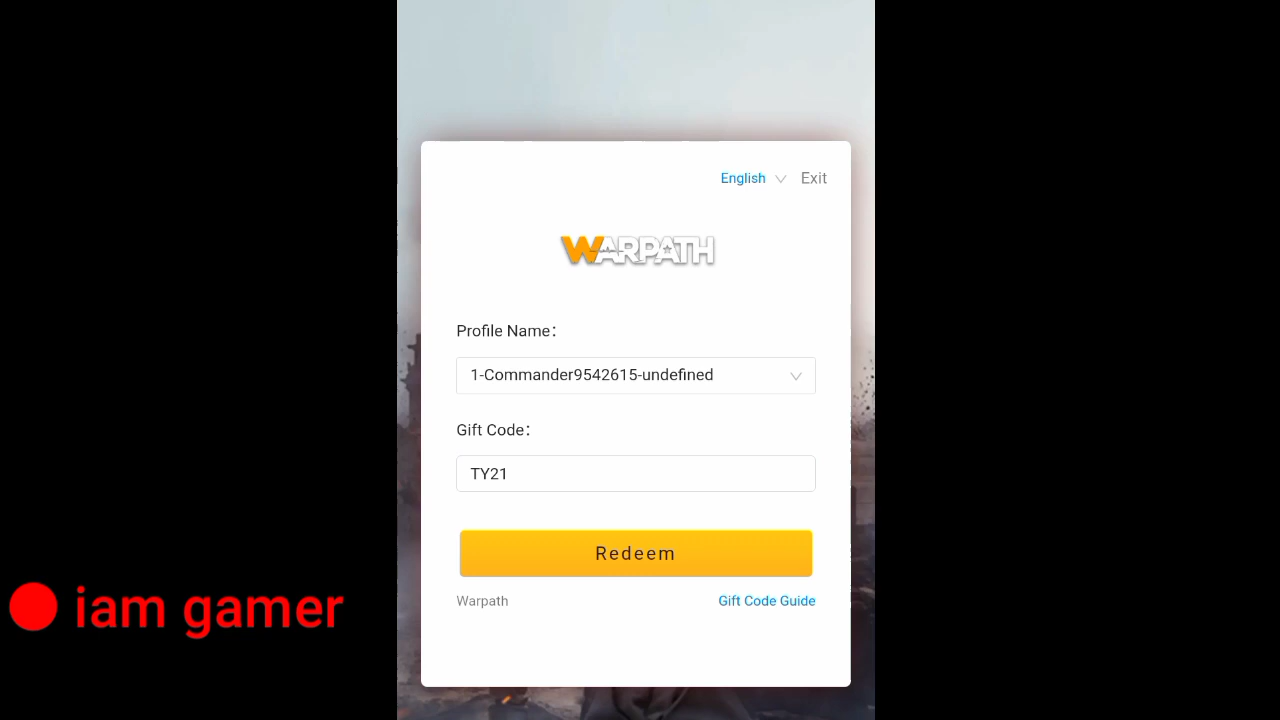 English Exit
WARPATH
Profile Name:
1-Commander9542615-undefined
Gift Code:
TY21
Redeem
Warpath Gift Code Guide
iam gamer